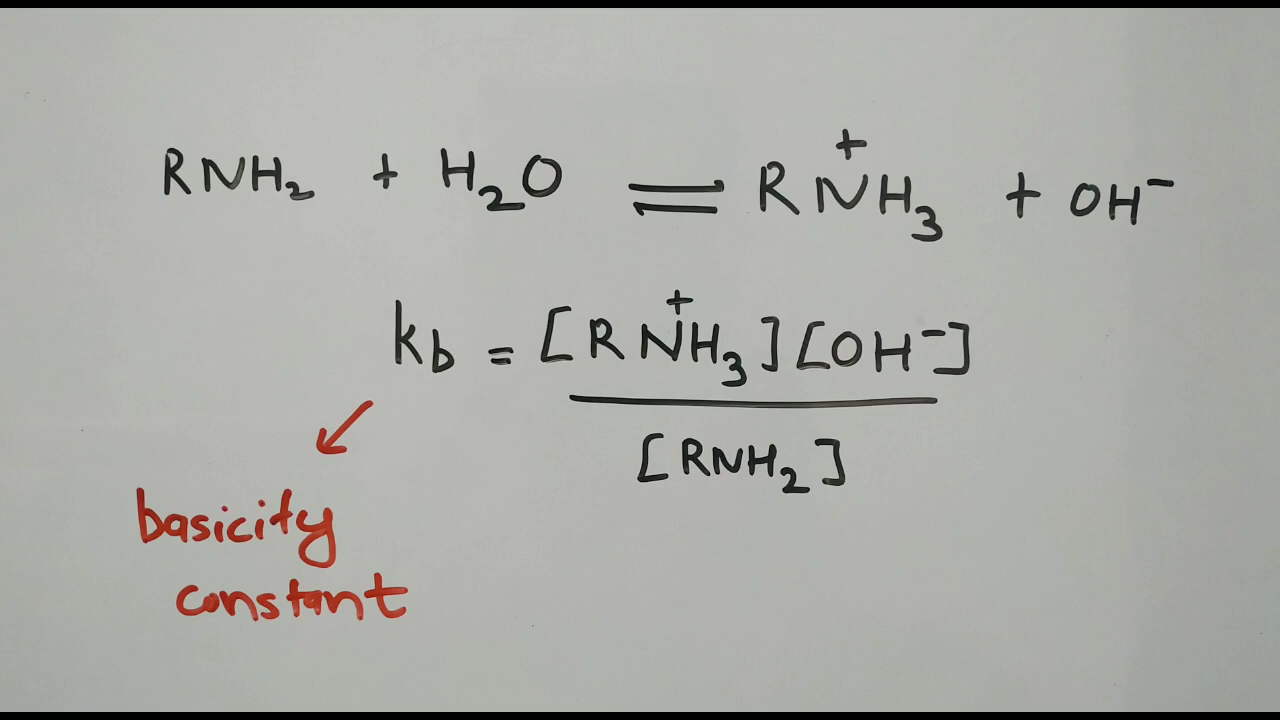 RNH₂ + H₂O ⇌ RN⁺H₃ + OH⁻
kb = [RN⁺H₃][OH⁻]
[RNH₂]
basicity
constant